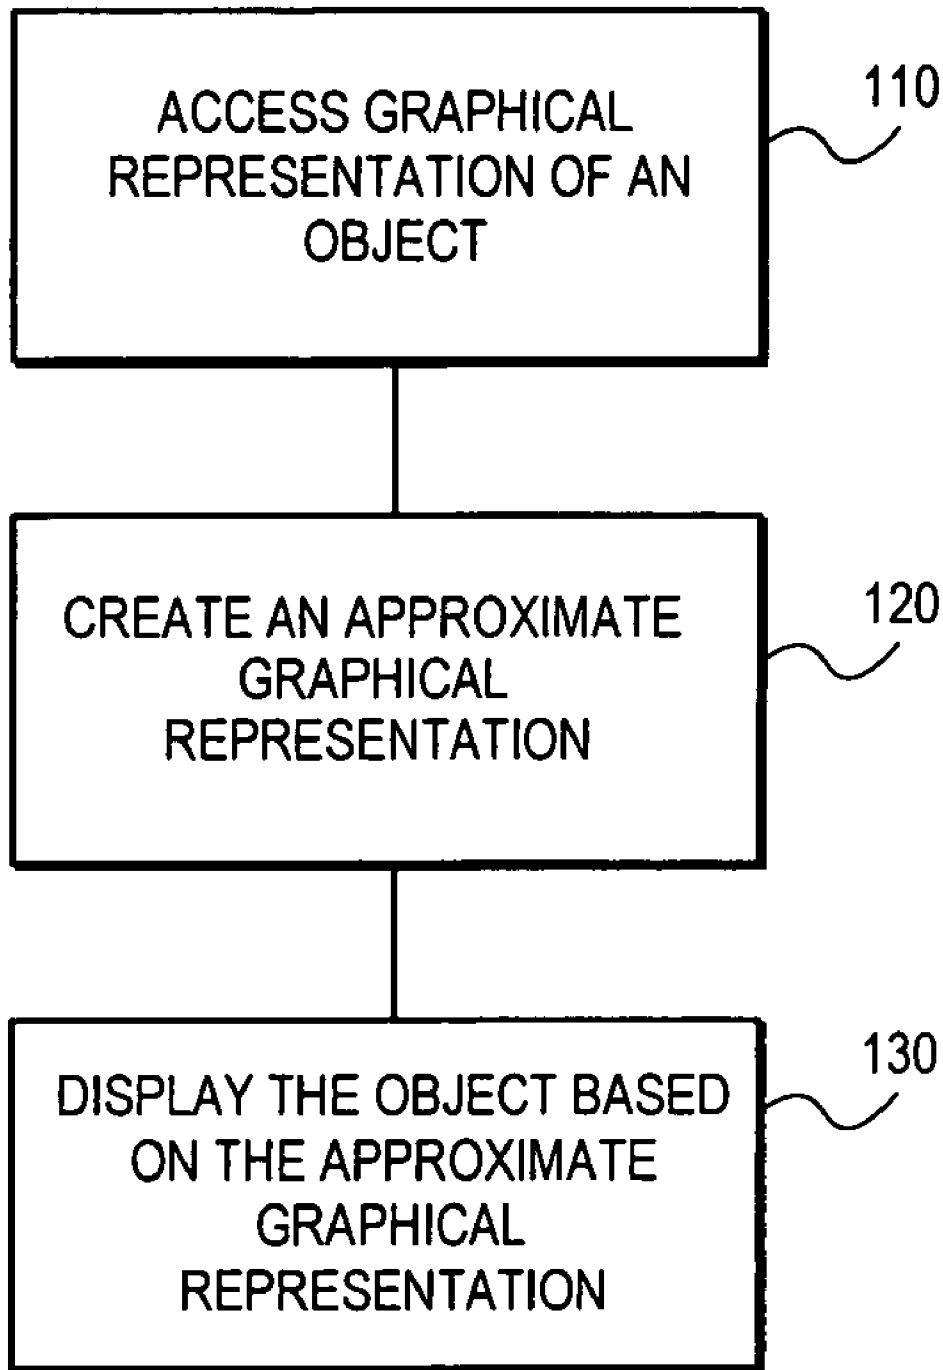 110
ACCESS GRAPHICAL
REPRESENTATION OF AN
OBJECT
120
CREATE AN APPROXIMATE
GRAPHICAL
REPRESENTATION
130
DISPLAY THE OBJECT BASED
ON THE APPROXIMATE
GRAPHICAL
REPRESENTATION